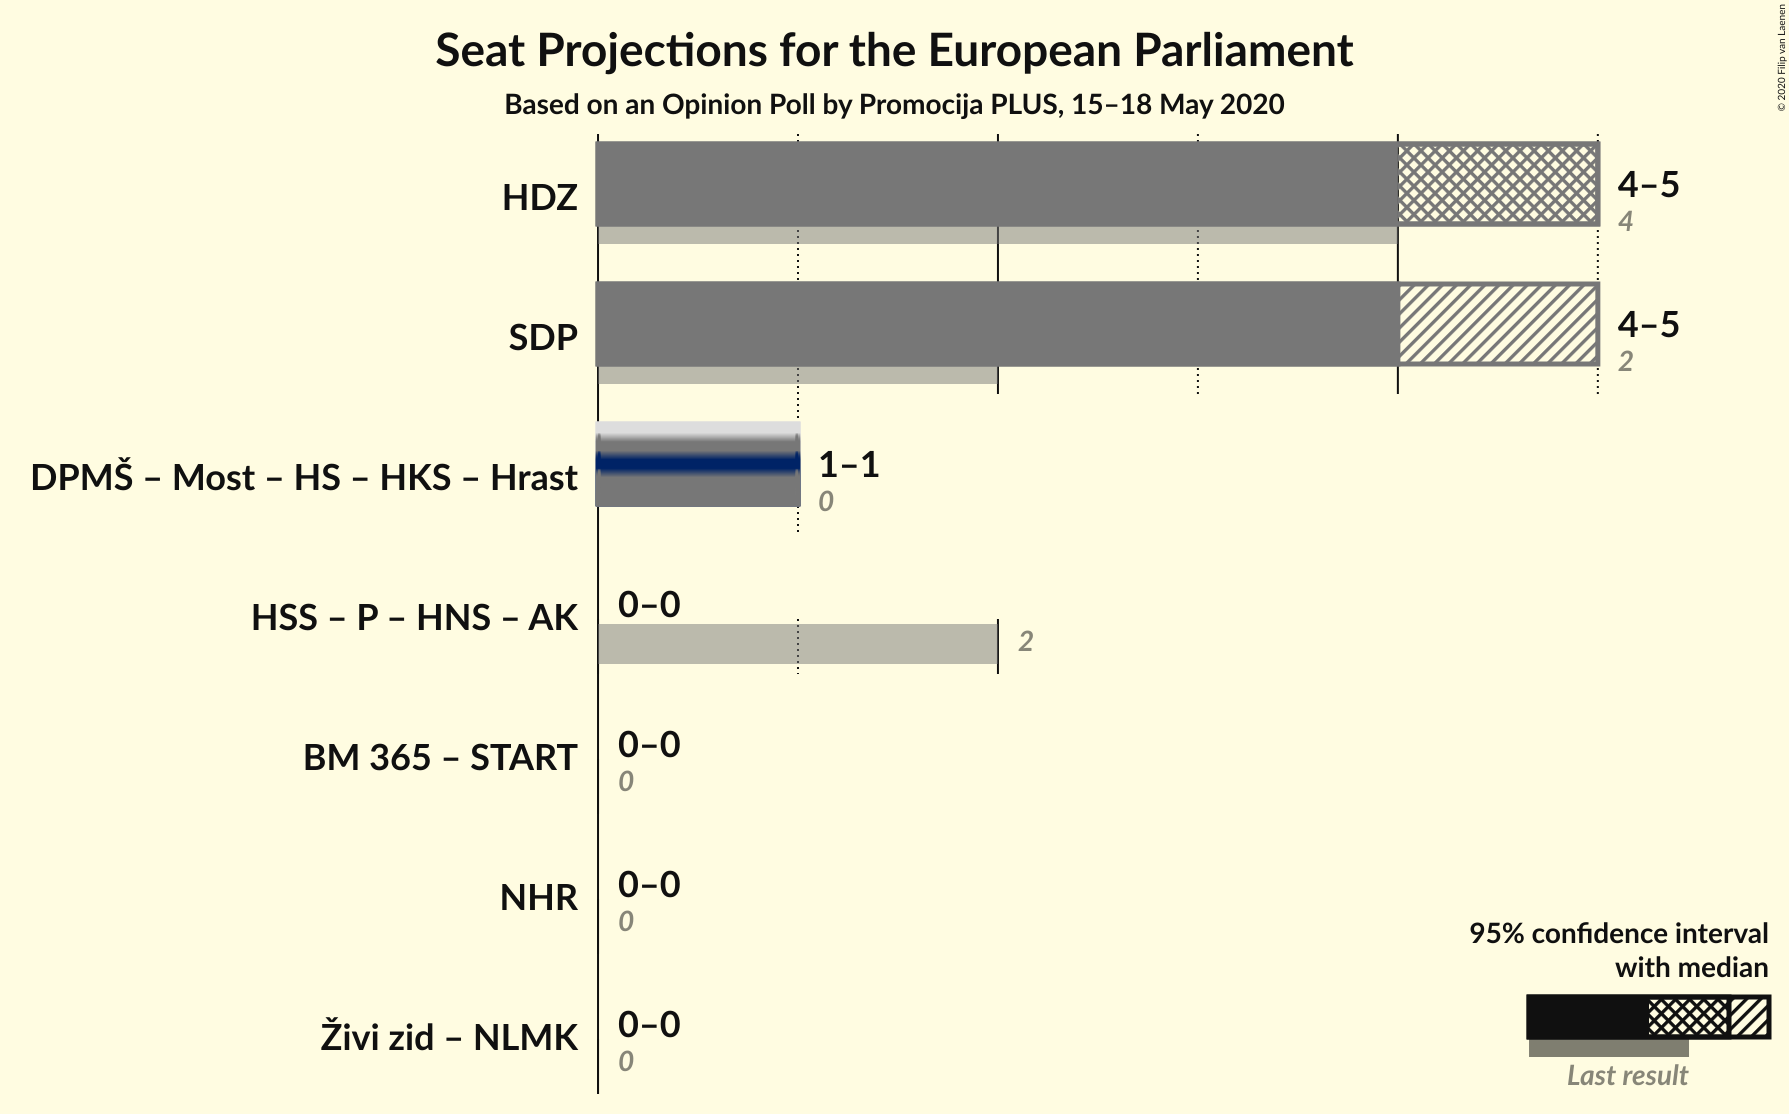 Seat Projections for the European Parliament
Based on an Opinion Poll by Promocija PLUS, 15–18 May 2020
© 2020 Filip van Laenen
HDZ
4–5
4
SDP
4–5
2
DPMŠ – Most – HS – HKS – Hrast
1–1
0
HSS – P – HNS – AK
0–0
2
BM 365 – START
0–0
0
NHR
0–0
0
Živi zid – NLMK
0–0
0
95% confidence interval
with median
Last result